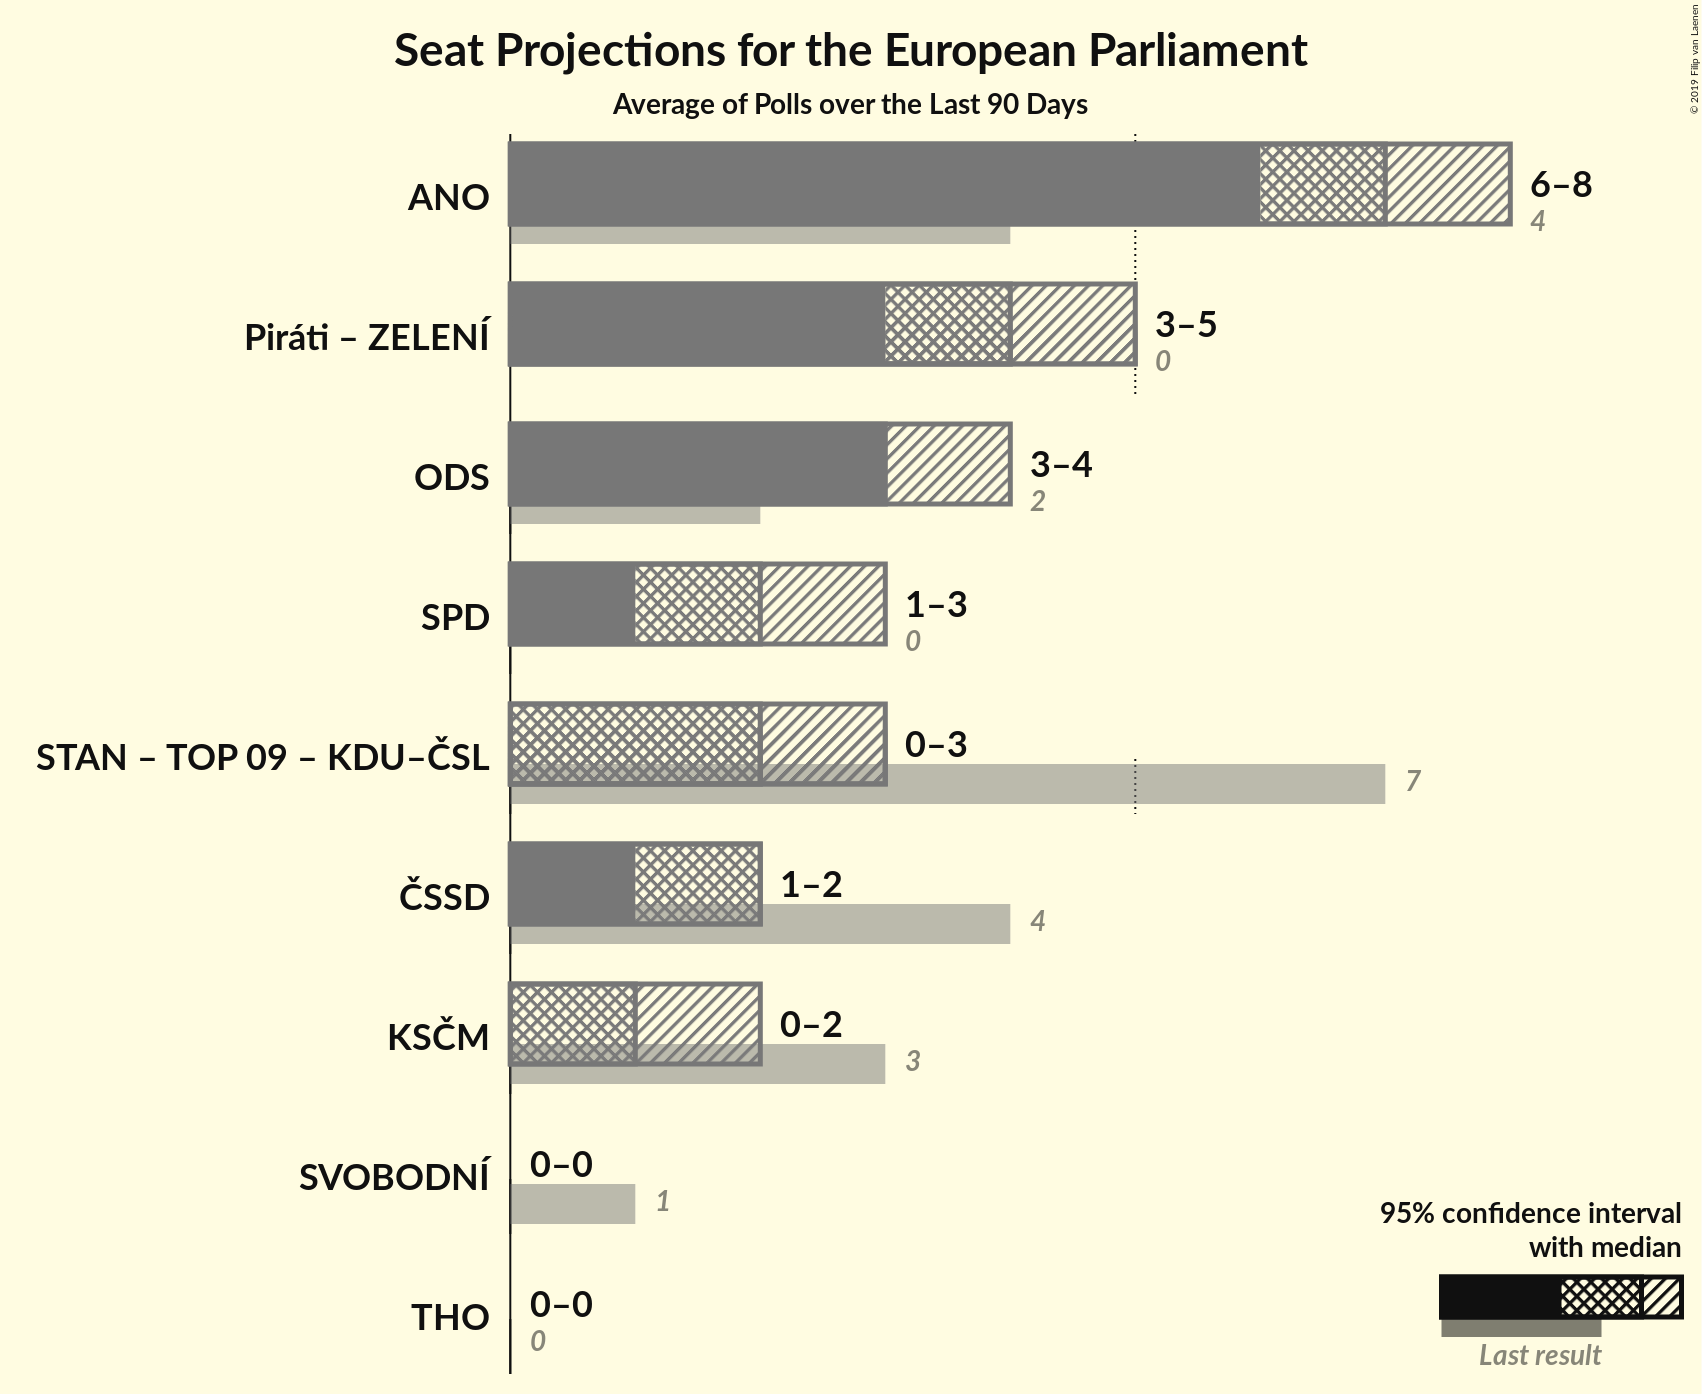 Seat Projections for the European Parliament
Average of Polls over the Last 90 Days
© 2019 Filip van Laenen
ANO
6–8
4
Piráti – ZELENÍ
3–5
0
ODS
3–4
2
SPD
1–3
0
STAN – TOP 09 – KDU–ČSL
0–3
7
ČSSD
1–2
4
KSČM
0–2
3
SVOBODNÍ
0–0
1
THO
0–0
0
95% confidence interval
with median
Last result